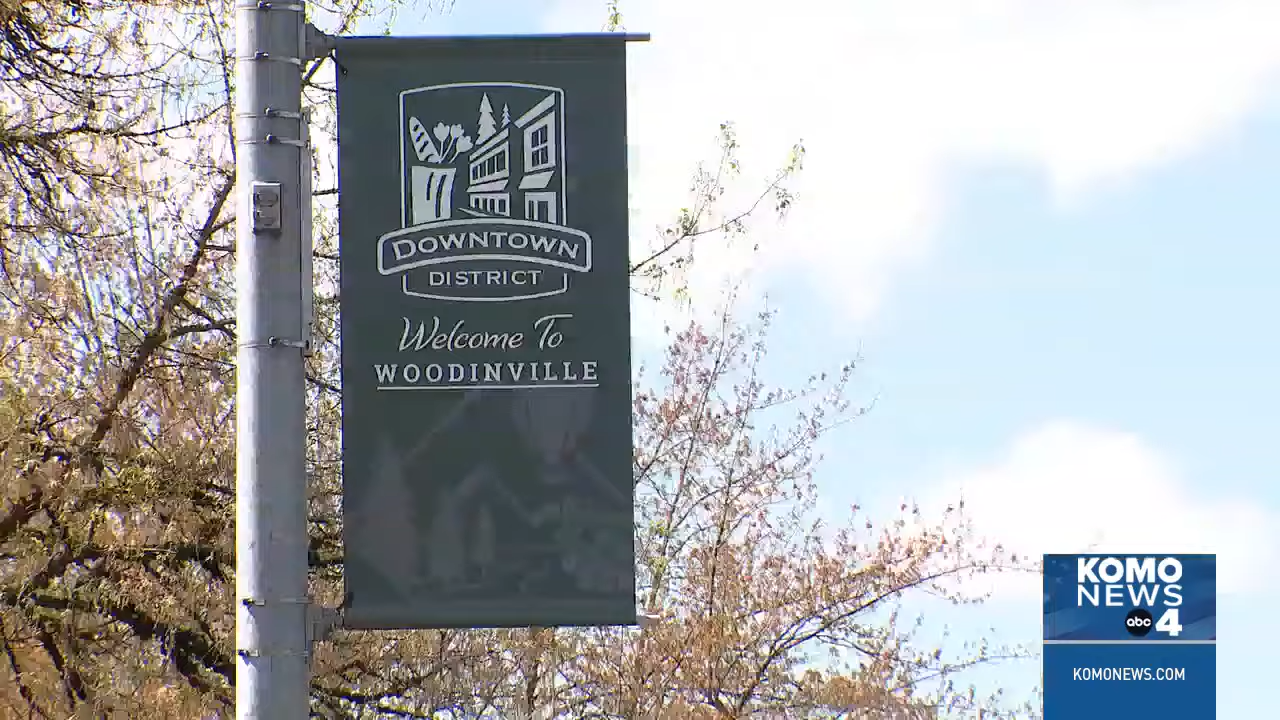 DOWNTOWN
DISTRICT
Welcome To
WOODINVILLE
KOMO
NEWS
abc 4
KOMONEWS.COM